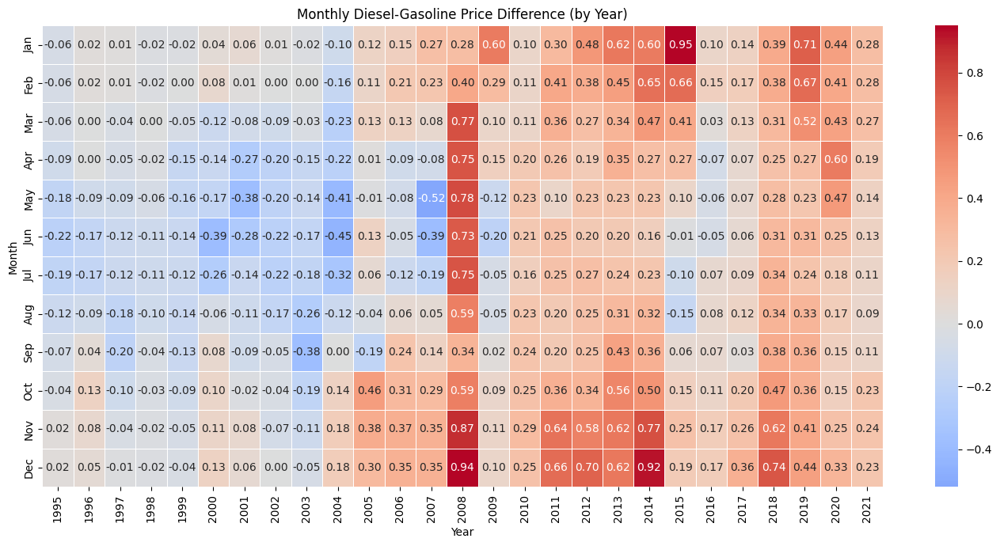 Monthly Diesel-Gasoline Price Difference (by Year)
Jan -0.06 0.02 0.01 -0.02 -0.02 0.04 0.06 0.01 -0.02 -0.10 0.12 0.15 0.27 0.28 0.60 0.10 0.30 0.48 0.62 0.60 0.95 0.10 0.14 0.39 0.71 0.44 0.28
Feb -0.06 0.02 0.01 -0.02 0.00 0.08 0.01 0.00 0.00 -0.16 0.11 0.21 0.23 0.40 0.29 0.11 0.41 0.38 0.45 0.65 0.66 0.15 0.17 0.38 0.67 0.41 0.28
Mar -0.06 0.00 -0.04 0.00 -0.05 -0.12 -0.08 -0.09 -0.03 -0.23 0.13 0.13 0.08 0.77 0.10 0.11 0.36 0.27 0.34 0.47 0.41 0.03 0.13 0.31 0.52 0.43 0.27
Apr -0.09 0.00 -0.05 -0.02 -0.15 -0.14 -0.27 -0.20 -0.15 -0.22 0.01 -0.09 -0.08 0.75 0.15 0.20 0.26 0.19 0.35 0.27 0.27 -0.07 0.07 0.25 0.27 0.60 0.19
May -0.18 -0.09 -0.09 -0.06 -0.16 -0.17 -0.38 -0.20 -0.14 -0.41 -0.01 -0.08 -0.52 0.78 -0.12 0.23 0.10 0.23 0.23 0.23 0.10 -0.06 0.07 0.28 0.23 0.47 0.14
Jun -0.22 -0.17 -0.12 -0.11 -0.14 -0.39 -0.28 -0.22 -0.17 -0.45 0.13 -0.05 -0.39 0.73 -0.20 0.21 0.25 0.20 0.20 0.16 -0.01 -0.05 0.06 0.31 0.31 0.25 0.13
Jul -0.19 -0.17 -0.12 -0.11 -0.12 -0.26 -0.14 -0.22 -0.18 -0.32 0.06 -0.12 -0.19 0.75 -0.05 0.16 0.25 0.27 0.24 0.23 -0.10 0.07 0.09 0.34 0.24 0.18 0.11
Aug -0.12 -0.09 -0.18 -0.10 -0.14 -0.06 -0.11 -0.17 -0.26 -0.12 -0.04 0.06 0.05 0.59 -0.05 0.23 0.20 0.25 0.31 0.32 -0.15 0.08 0.12 0.34 0.33 0.17 0.09
Sep -0.07 0.04 -0.20 -0.04 -0.13 0.08 -0.09 -0.05 -0.38 0.00 -0.19 0.24 0.14 0.34 0.02 0.24 0.20 0.25 0.43 0.36 0.06 0.07 0.03 0.38 0.36 0.15 0.11
Oct -0.04 0.13 -0.10 -0.03 -0.09 0.10 -0.02 -0.04 -0.19 0.14 0.46 0.31 0.29 0.59 0.09 0.25 0.36 0.34 0.56 0.50 0.15 0.11 0.20 0.47 0.36 0.15 0.23
Nov 0.02 0.08 -0.04 -0.02 -0.05 0.11 0.08 -0.07 -0.11 0.18 0.38 0.37 0.35 0.87 0.11 0.29 0.64 0.58 0.62 0.77 0.25 0.17 0.26 0.62 0.41 0.25 0.24
Dec 0.02 0.05 -0.01 -0.02 -0.04 0.13 0.06 0.00 -0.05 0.18 0.30 0.35 0.35 0.94 0.10 0.25 0.66 0.70 0.62 0.92 0.19 0.17 0.36 0.74 0.44 0.33 0.23
1995 1996 1997 1998 1999 2000 2001 2002 2003 2004 2005 2006 2007 2008 2009 2010 2011 2012 2013 2014 2015 2016 2017 2018 2019 2020 2021
Month
Year
0.8
0.6
0.4
0.2
0.0
−0.2
−0.4